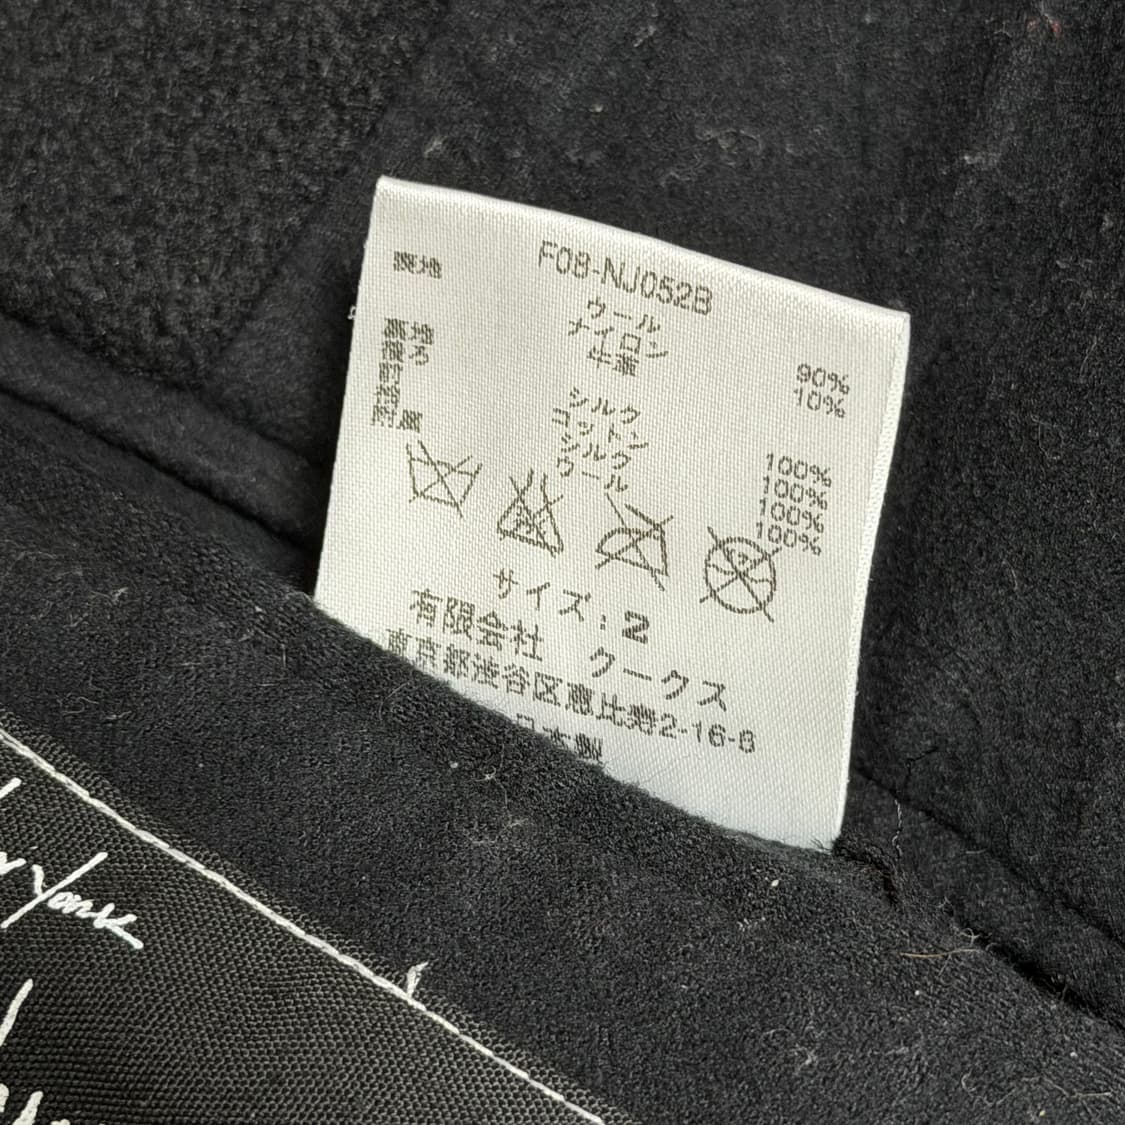 F08-NJ052B
表地 ウール 90%
ナイロン 10%
牛革
裏地 シルク 100%
コットン 100%
シルク 100%
附属 ウール 100%
サイズ：2
有限会社 クークス
東京都渋谷区恵比寿2-16-8
日本製
York